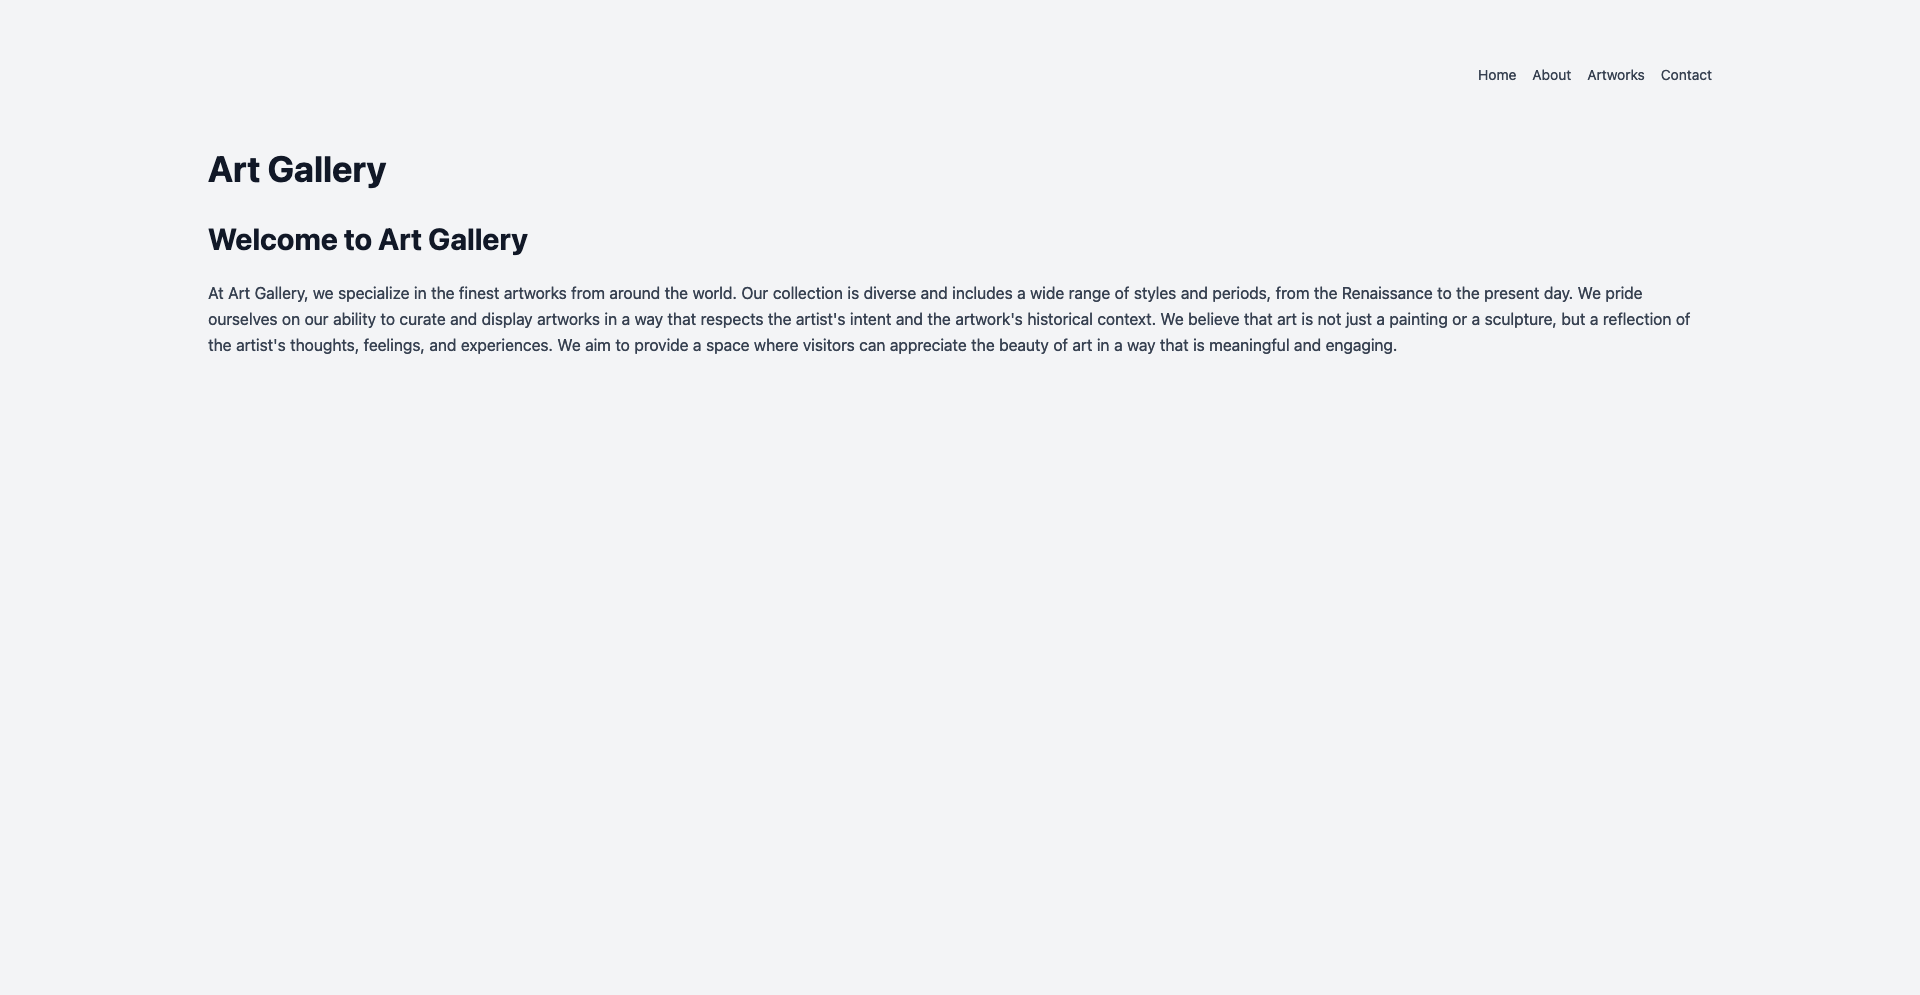 Home About Artworks Contact
Art Gallery
Welcome to Art Gallery
At Art Gallery, we specialize in the finest artworks from around the world. Our collection is diverse and includes a wide range of styles and periods, from the Renaissance to the present day. We pride
ourselves on our ability to curate and display artworks in a way that respects the artist's intent and the artwork's historical context. We believe that art is not just a painting or a sculpture, but a reflection of
the artist's thoughts, feelings, and experiences. We aim to provide a space where visitors can appreciate the beauty of art in a way that is meaningful and engaging.